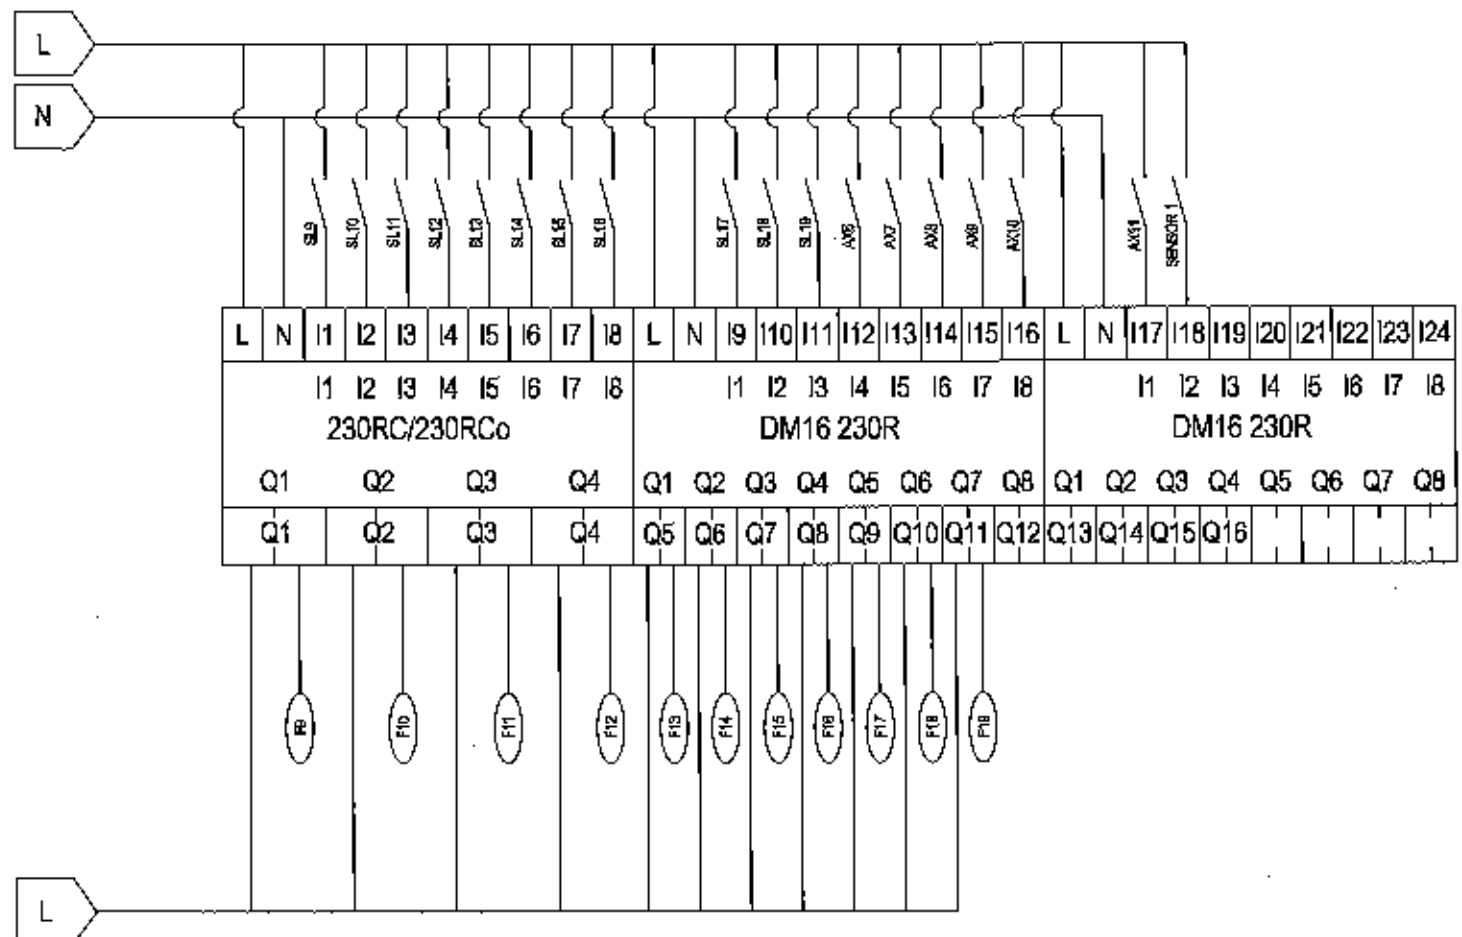 L
N
SL9 SL10 SL11 SL12 SL13 SL14 SL15 SL16 SL17 SL18 SL19 AX6 AX7 AX8 AX9 AX10 AX11 SENSOR 1
L N I1 I2 I3 I4 I5 I6 I7 I8 L N I9 I10 I11 I12 I13 I14 I15 I16 L N I17 I18 I19 I20 I21 I22 I23 I24
I1 I2 I3 I4 I5 I6 I7 I8 I1 I2 I3 I4 I5 I6 I7 I8 I1 I2 I3 I4 I5 I6 I7 I8
230RC/230RCo DM16 230R DM16 230R
Q1 Q2 Q3 Q4 Q1 Q2 Q3 Q4 Q5 Q6 Q7 Q8 Q1 Q2 Q3 Q4 Q5 Q6 Q7 Q8
Q1 Q2 Q3 Q4 Q5 Q6 Q7 Q8 Q9 Q10 Q11 Q12 Q13 Q14 Q15 Q16
F9 F10 F11 F12 F13 F14 F15 F16 F17 F18 F19
L